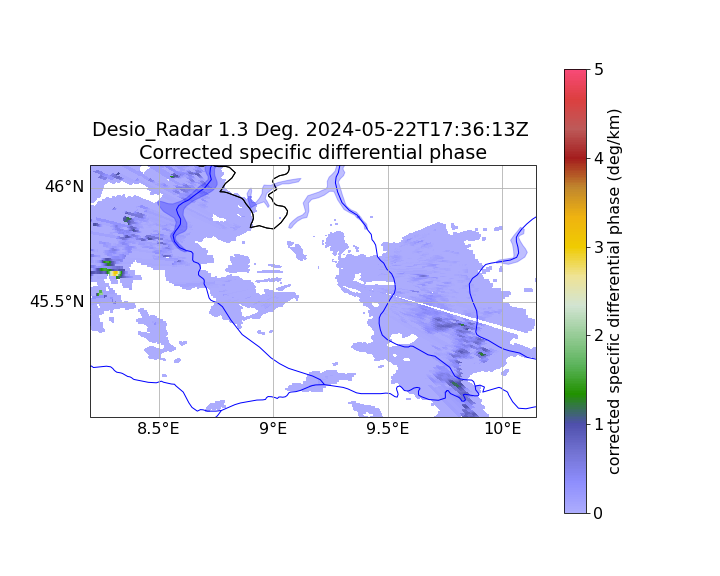 Desio_Radar 1.3 Deg. 2024-05-22T17:36:13Z
Corrected specific differential phase
46°N
45.5°N
8.5°E
9°E
9.5°E
10°E
5
4
3
2
1
0
corrected specific differential phase (deg/km)